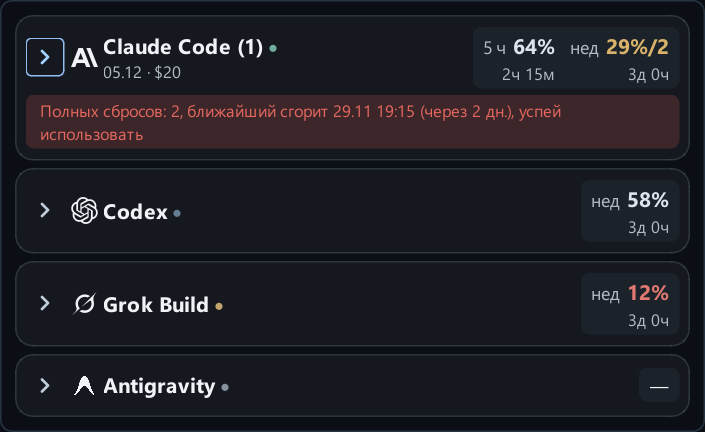 Claude Code (1)
05.12 · $20
5 ч 64% нед 29%/2
2ч 15м 3д 0ч
Полных сбросов: 2, ближайший сгорит 29.11 19:15 (через 2 дн.), успей
использовать
Codex
нед 58%
3д 0ч
Grok Build
нед 12%
3д 0ч
Antigravity
—